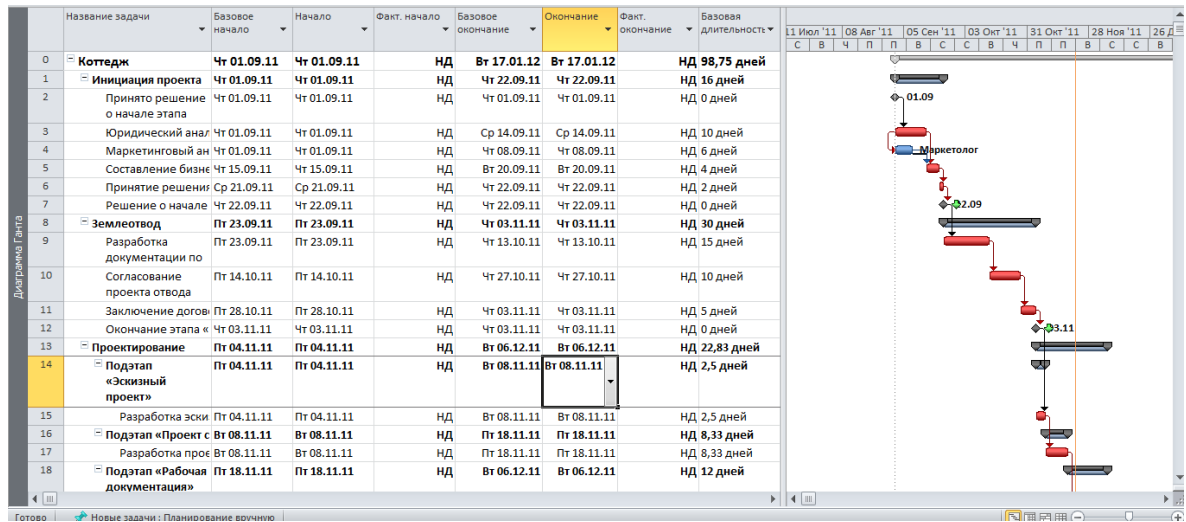 Название задачи Базовое начало Начало Факт. начало Базовое окончание Окончание Факт. окончание Базовая длительность
11 Июл '11 08 Авг '11 05 Сен '11 03 Окт '11 31 Окт '11 28 Ноя '11 26 Д
С В Ч П П В С С В Ч П П В С С В
0 Коттедж Чт 01.09.11 Чт 01.09.11 НД Вт 17.01.12 Вт 17.01.12 НД 98,75 дней
1 Инициация проекта Чт 01.09.11 Чт 01.09.11 НД Чт 22.09.11 Чт 22.09.11 НД 16 дней
2 Принято решение Чт 01.09.11 Чт 01.09.11 НД Чт 01.09.11 Чт 01.09.11 НД 0 дней 01.09
о начале этапа
3 Юридический анал Чт 01.09.11 Чт 01.09.11 НД Ср 14.09.11 Ср 14.09.11 НД 10 дней
4 Маркетинговый ан Чт 01.09.11 Чт 01.09.11 НД Чт 08.09.11 Чт 08.09.11 НД 6 дней Маркетолог
5 Составление бизне Чт 15.09.11 Чт 15.09.11 НД Вт 20.09.11 Вт 20.09.11 НД 4 дней
6 Принятие решения Ср 21.09.11 Ср 21.09.11 НД Чт 22.09.11 Чт 22.09.11 НД 2 дней
7 Решение о начале Чт 22.09.11 Чт 22.09.11 НД Чт 22.09.11 Чт 22.09.11 НД 0 дней 22.09
8 Землеотвод Пт 23.09.11 Пт 23.09.11 НД Чт 03.11.11 Чт 03.11.11 НД 30 дней
9 Разработка Пт 23.09.11 Пт 23.09.11 НД Чт 13.10.11 Чт 13.10.11 НД 15 дней
документации по
10 Согласование Пт 14.10.11 Пт 14.10.11 НД Чт 27.10.11 Чт 27.10.11 НД 10 дней
проекта отвода
11 Заключение догов Пт 28.10.11 Пт 28.10.11 НД Чт 03.11.11 Чт 03.11.11 НД 5 дней
12 Окончание этапа « Чт 03.11.11 Чт 03.11.11 НД Чт 03.11.11 Чт 03.11.11 НД 0 дней 03.11
13 Проектирование Пт 04.11.11 Пт 04.11.11 НД Вт 06.12.11 Вт 06.12.11 НД 22,83 дней
14 Подэтап Пт 04.11.11 Пт 04.11.11 НД Вт 08.11.11 Вт 08.11.11 НД 2,5 дней
«Эскизный
проект»
15 Разработка эски Пт 04.11.11 Пт 04.11.11 НД Вт 08.11.11 Вт 08.11.11 НД 2,5 дней
16 Подэтап «Проект с Вт 08.11.11 Вт 08.11.11 НД Пт 18.11.11 Пт 18.11.11 НД 8,33 дней
17 Разработка прое Вт 08.11.11 Вт 08.11.11 НД Пт 18.11.11 Пт 18.11.11 НД 8,33 дней
18 Подэтап «Рабочая Пт 18.11.11 Пт 18.11.11 НД Вт 06.12.11 Вт 06.12.11 НД 12 дней
документация»
Диаграмма Ганта
Готово Новые задачи : Планирование вручную